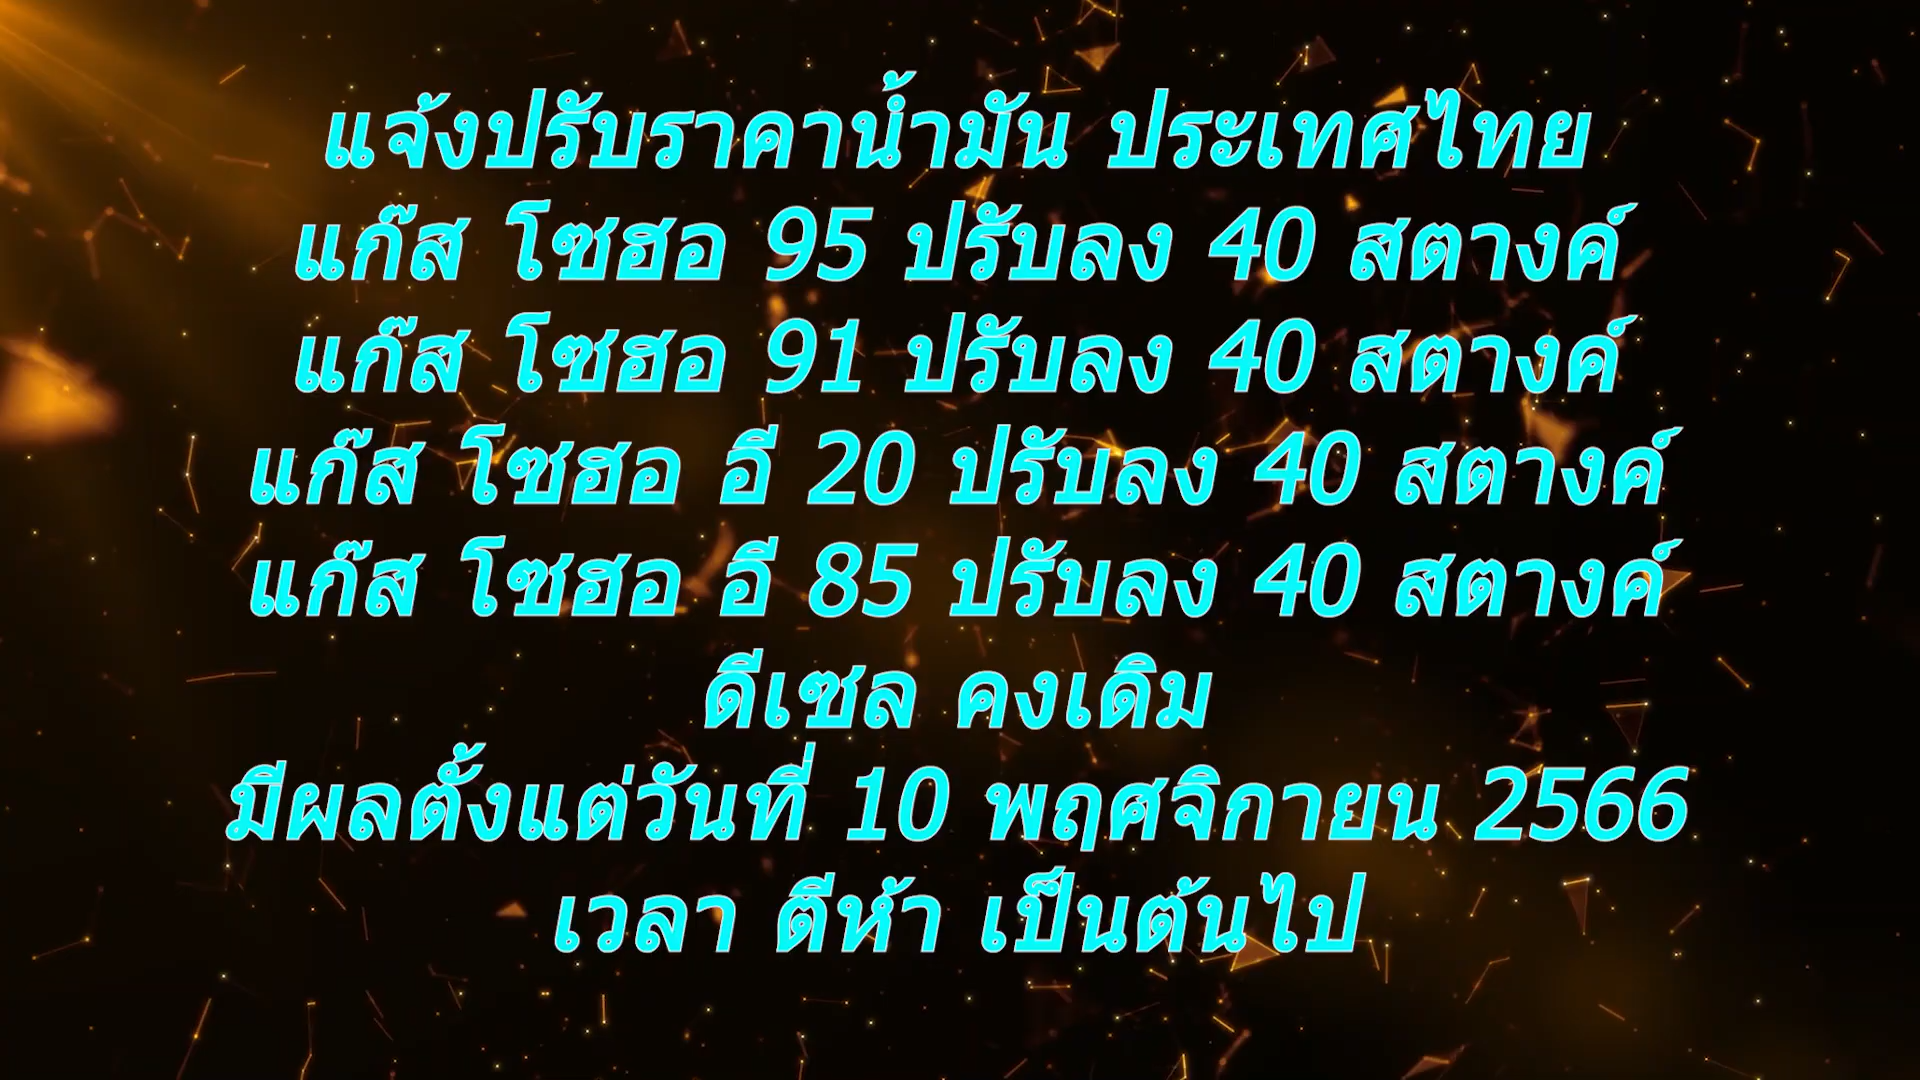 แจ้งปรับราคาน้ำมัน ประเทศไทย
แก๊ส โซฮอ 95 ปรับลง 40 สตางค์
แก๊ส โซฮอ 91 ปรับลง 40 สตางค์
แก๊ส โซฮอ อี 20 ปรับลง 40 สตางค์
แก๊ส โซฮอ อี 85 ปรับลง 40 สตางค์
ดีเซล คงเดิม
มีผลตั้งแต่วันที่ 10 พฤศจิกายน 2566
เวลา ตีห้า เป็นต้นไป